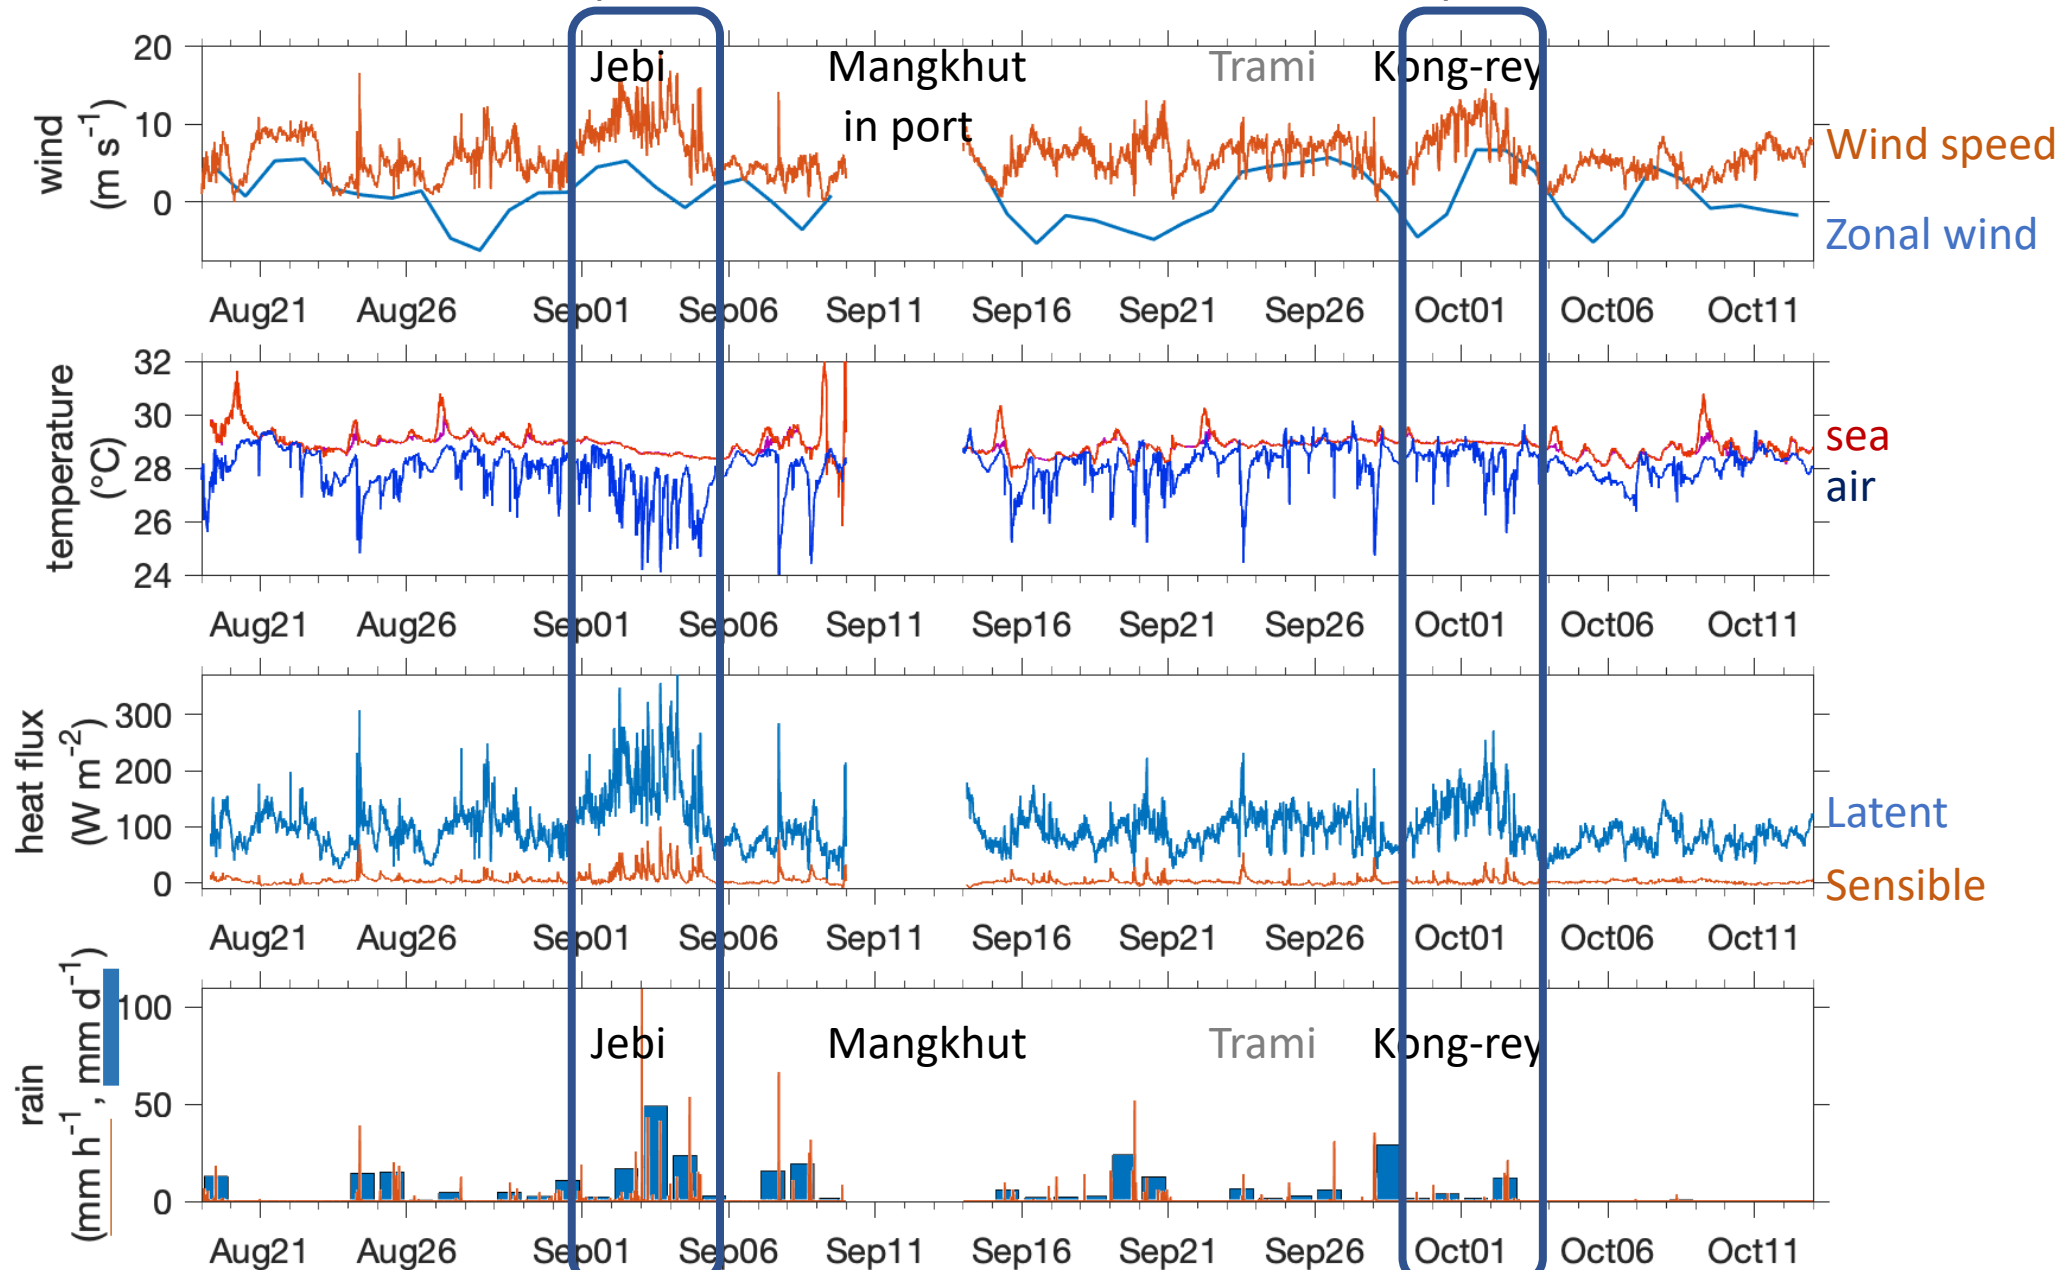 Jebi Mangkhut Trami Kong-rey
in port
20
10
0
wind
(m s-1)
Wind speed
Zonal wind
Aug21 Aug26 Sep01 Sep06 Sep11 Sep16 Sep21 Sep26 Oct01 Oct06 Oct11
32
30
28
26
24
temperature
(°C)
sea
air
Aug21 Aug26 Sep01 Sep06 Sep11 Sep16 Sep21 Sep26 Oct01 Oct06 Oct11
300
200
100
0
heat flux
(W m-2)
Latent
Sensible
Aug21 Aug26 Sep01 Sep06 Sep11 Sep16 Sep21 Sep26 Oct01 Oct06 Oct11
100
50
0
rain
(mm h-1, mm d-1)
Jebi Mangkhut Trami Kong-rey
Aug21 Aug26 Sep01 Sep06 Sep11 Sep16 Sep21 Sep26 Oct01 Oct06 Oct11